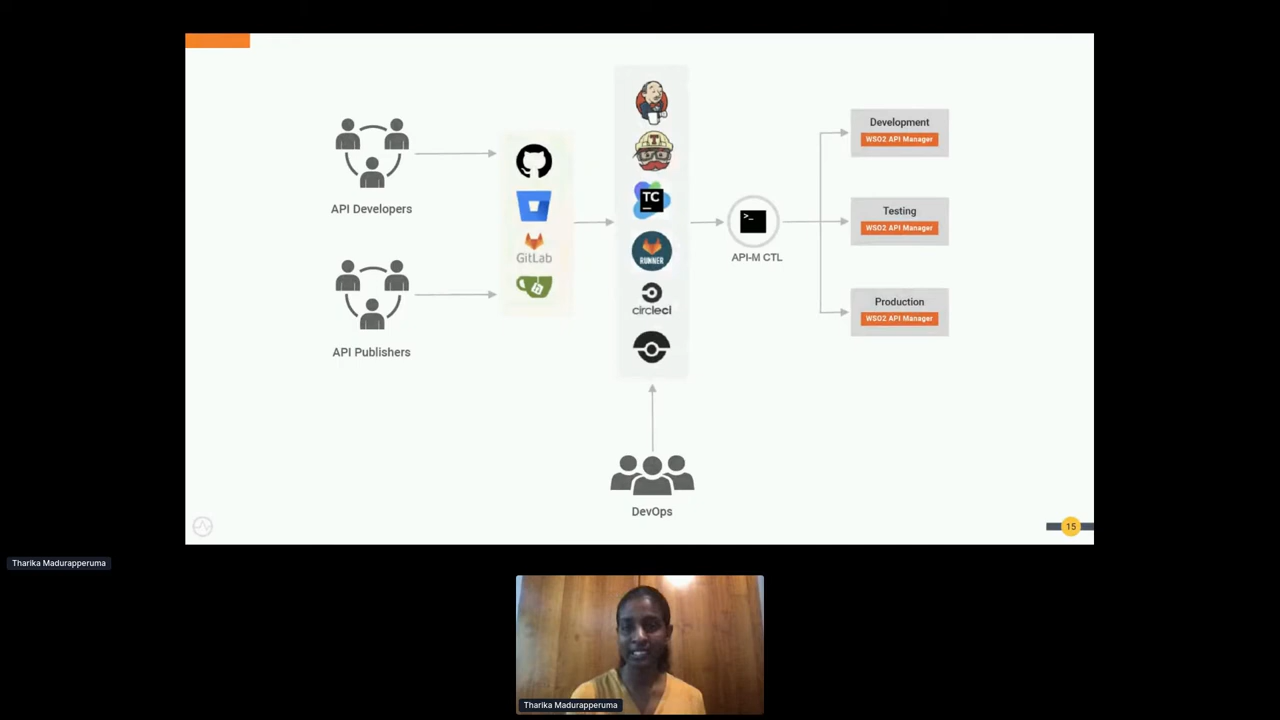 API Developers
API Publishers
GitLab
TC
RUNNER
circleci
>_
API-M CTL
Development
WSO2 API Manager
Testing
WSO2 API Manager
Production
WSO2 API Manager
DevOps
15
Tharika Madurapperuma
Tharika Madurapperuma